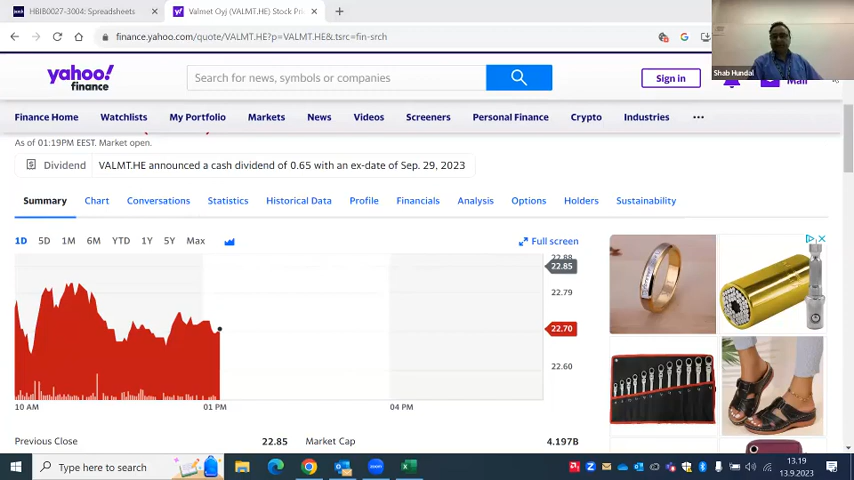 HBIB0027-3004: Spreadsheets
Valmet Oyj (VALMT.HE) Stock Pri
finance.yahoo.com/quote/VALMT.HE?p=VALMT.HE&.tsrc=fin-srch
Shab Hundal
yahoo!
finance
Search for news, symbols or companies
Sign in
Mail
Finance Home Watchlists My Portfolio Markets News Videos Screeners Personal Finance Crypto Industries
As of 01:19PM EEST. Market open.
Dividend VALMT.HE announced a cash dividend of 0.65 with an ex-date of Sep. 29, 2023
Summary Chart Conversations Statistics Historical Data Profile Financials Analysis Options Holders Sustainability
1D 5D 1M 6M YTD 1Y 5Y Max
Full screen
22.88
22.85
22.79
22.70
22.60
10 AM 01 PM 04 PM
Previous Close 22.85 Market Cap 4.197B
Type here to search
13.19
13.9.2023